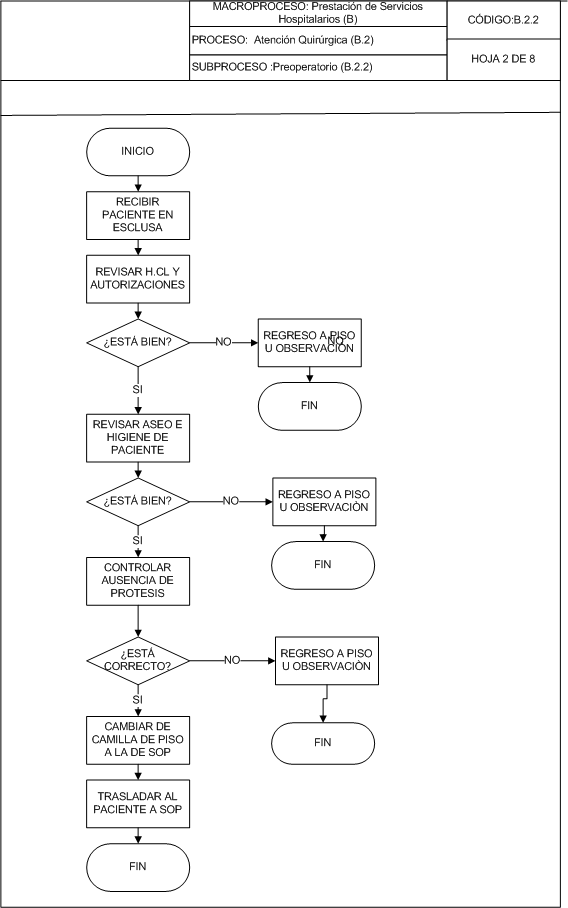 MACROPROCESO: Prestación de Servicios
Hospitalarios (B)
CÓDIGO:B.2.2
PROCESO: Atención Quirúrgica (B.2)
HOJA 2 DE 8
SUBPROCESO :Preoperatorio (B.2.2)
INICIO
RECIBIR
PACIENTE EN
ESCLUSA
REVISAR H.CL Y
AUTORIZACIONES
¿ESTÁ BIEN?
NO
REGRESO A PISO
U OBSERVACIÒN
NO
SI
FIN
REVISAR ASEO E
HIGIENE DE
PACIENTE
¿ESTÁ BIEN?
NO
REGRESO A PISO
U OBSERVACIÒN
SI
FIN
CONTROLAR
AUSENCIA DE
PROTESIS
¿ESTÁ
CORRECTO?
NO
REGRESO A PISO
U OBSERVACIÒN
SI
FIN
CAMBIAR DE
CAMILLA DE PISO
A LA DE SOP
TRASLADAR AL
PACIENTE A SOP
FIN